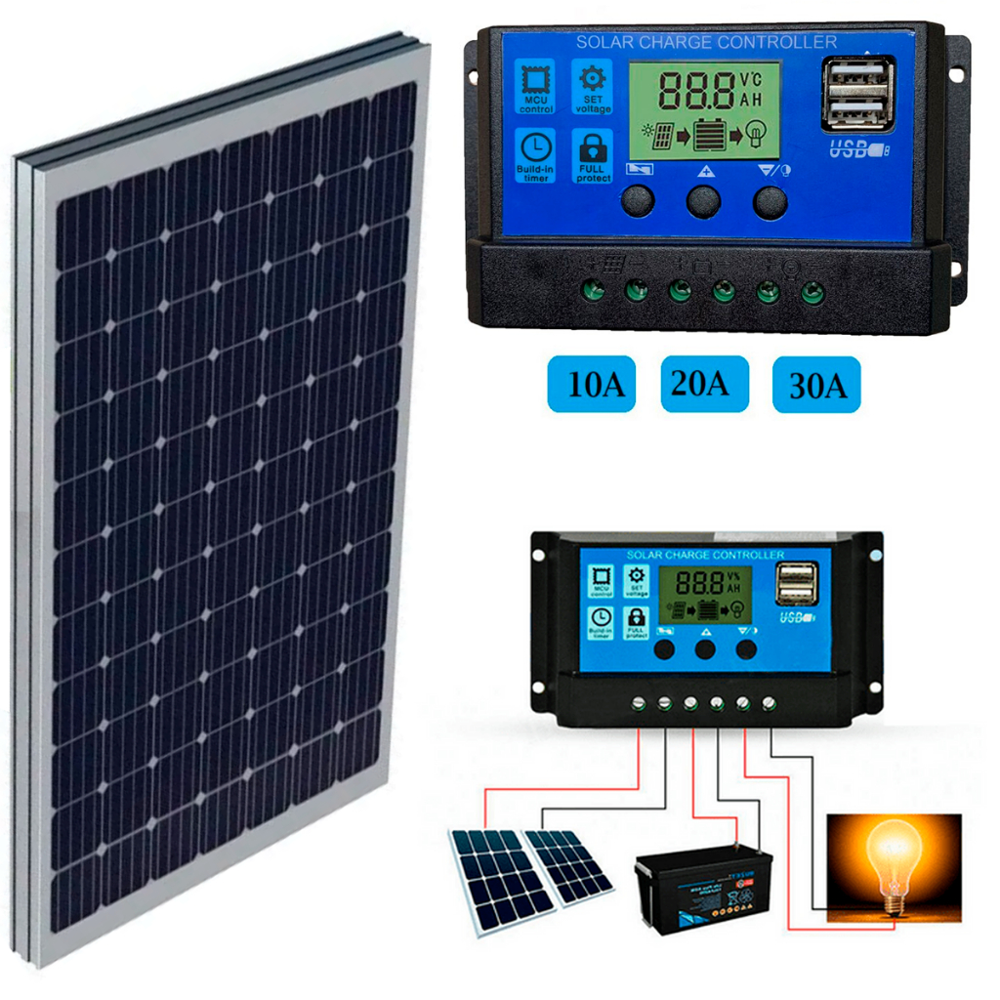 SOLAR CHARGE CONTROLLER
MCU
control
SET
voltage
88.8 V°C
AH
Build-in
timer
FULL
protect
USB
10A
20A
30A
SOLAR CHARGE CONTROLLER
MCU
control
SET
voltage
88.8 V%
AH
Build-in
timer
FULL
protect
USB